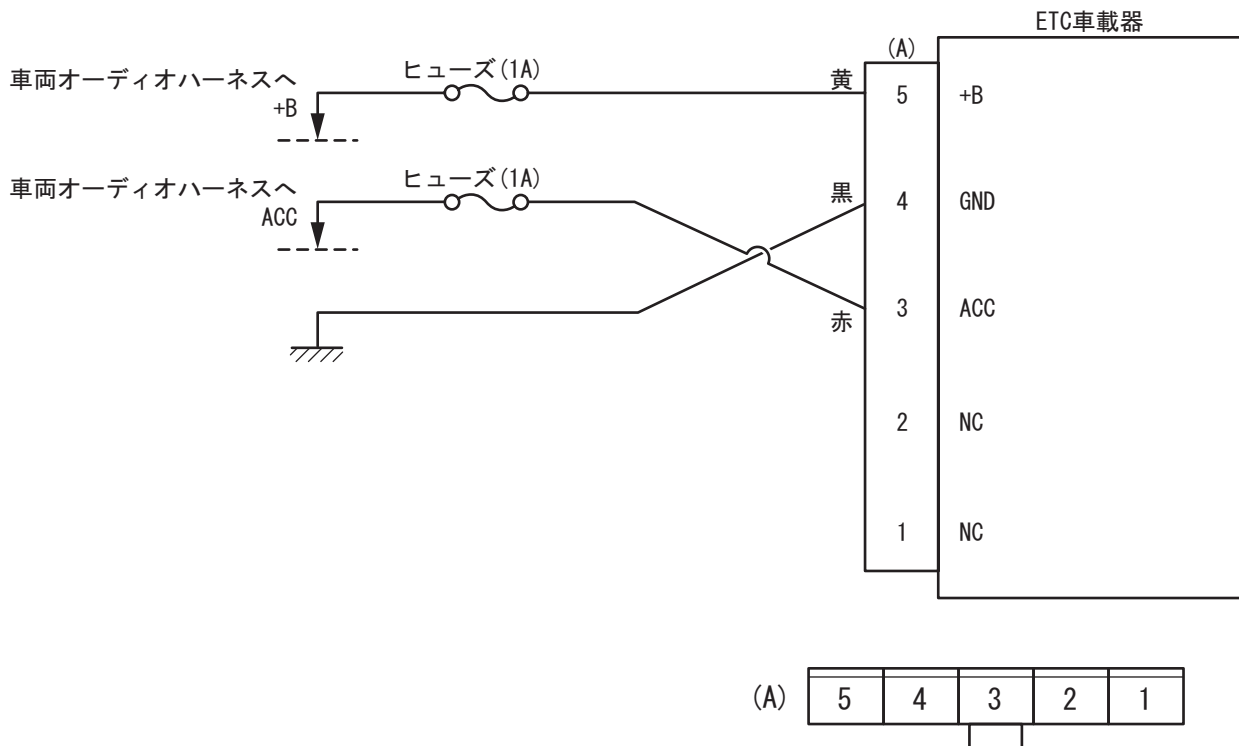 ETC車載器
(A)
車両オーディオハーネスへ
+B
ヒューズ(1A)
黄
5
+B
車両オーディオハーネスへ
ACC
ヒューズ(1A)
黒
4
GND
赤
3
ACC
2
NC
1
NC
(A) 5 4 3 2 1